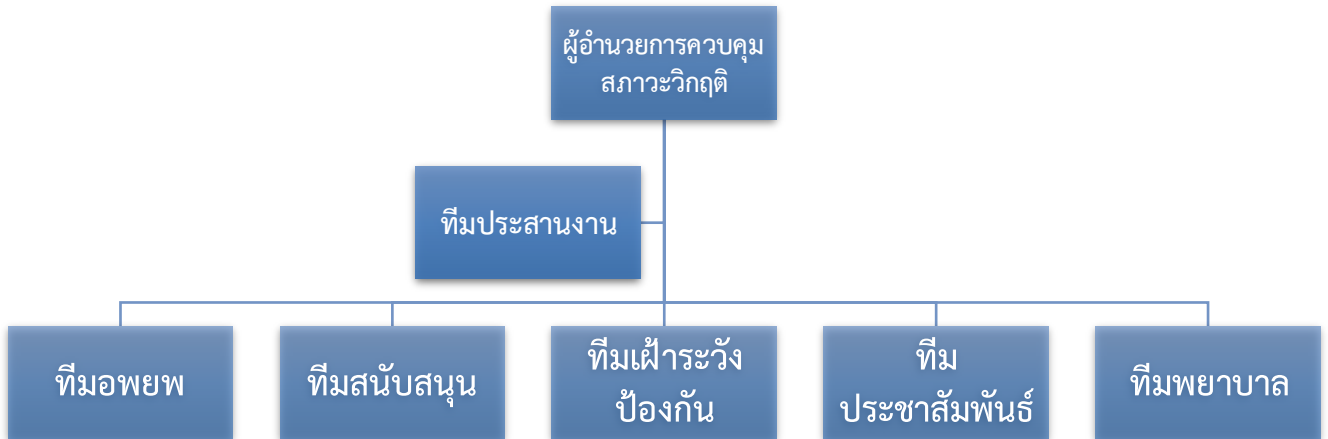 ผู้อำนวยการควบคุม
สภาวะวิกฤติ
ทีมประสานงาน
ทีมอพยพ
ทีมสนับสนุน
ทีมเฝ้าระวัง
ป้องกัน
ทีม
ประชาสัมพันธ์
ทีมพยาบาล